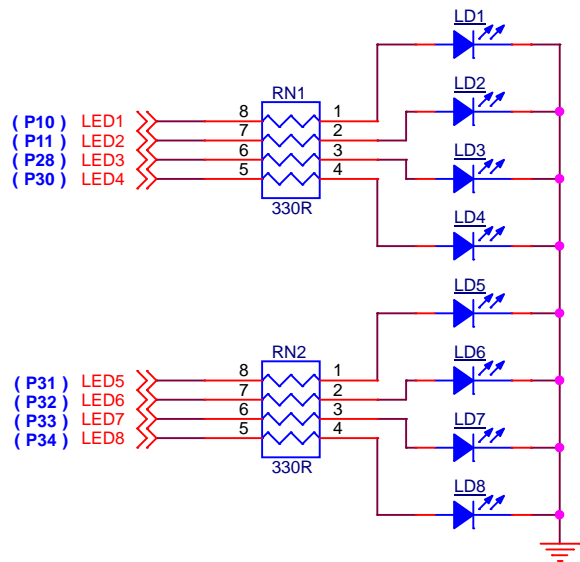 LD1
RN1
LD2
( P10 ) LED1 8 1
( P11 ) LED2 7 2
( P28 ) LED3 6 3 LD3
( P30 ) LED4 5 4
330R
LD4
LD5
RN2
LD6
( P31 ) LED5 8 1
( P32 ) LED6 7 2
( P33 ) LED7 6 3 LD7
( P34 ) LED8 5 4
330R
LD8